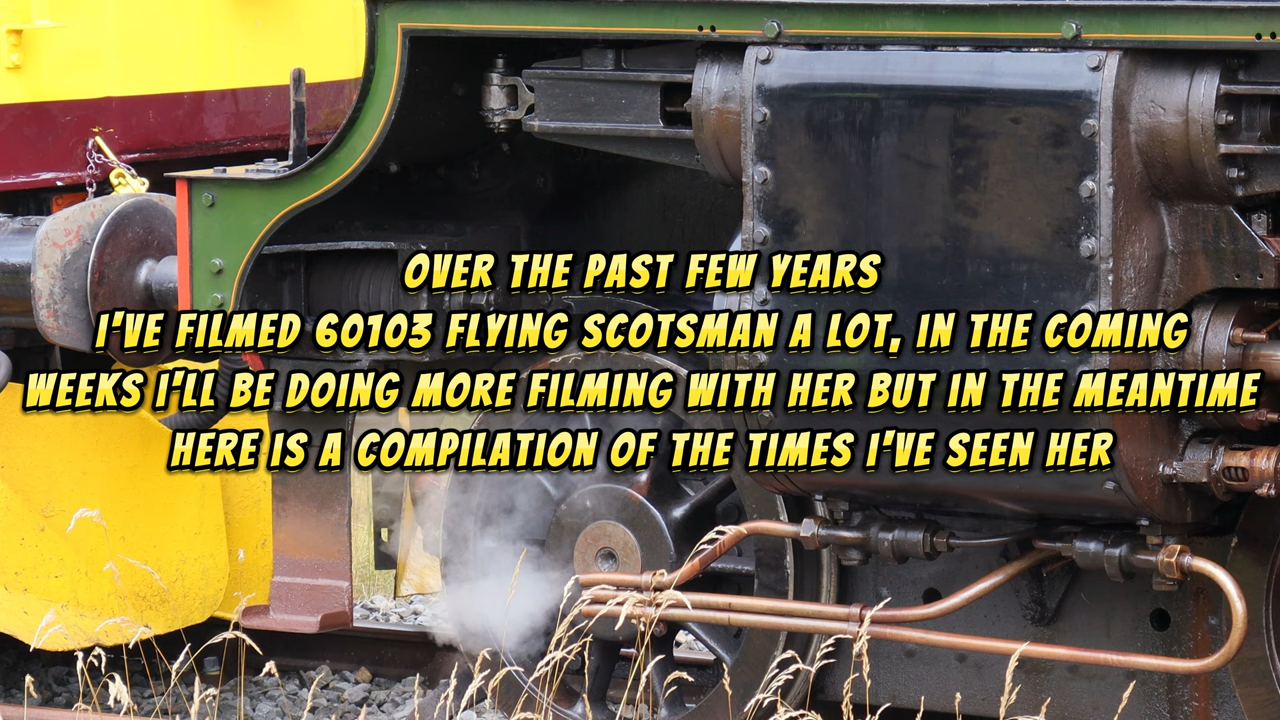 OVER THE PAST FEW YEARS
I'VE FILMED 60103 FLYING SCOTSMAN A LOT, IN THE COMING
WEEKS I'LL BE DOING MORE FILMING WITH HER BUT IN THE MEANTIME
HERE IS A COMPILATION OF THE TIMES I'VE SEEN HER